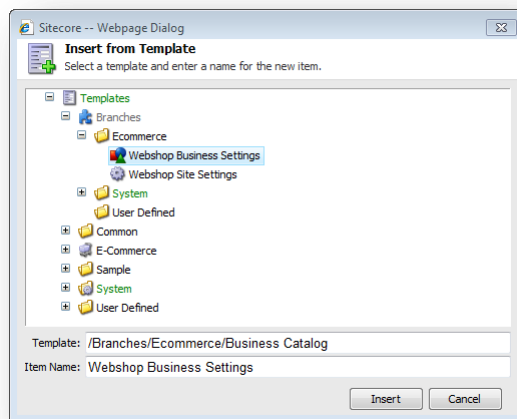 Sitecore -- Webpage Dialog
Insert from Template
Select a template and enter a name for the new item.
Templates
Branches
Ecommerce
Webshop Business Settings
Webshop Site Settings
System
User Defined
Common
E-Commerce
Sample
System
User Defined
Template: /Branches/Ecommerce/Business Catalog
Item Name: Webshop Business Settings
Insert Cancel